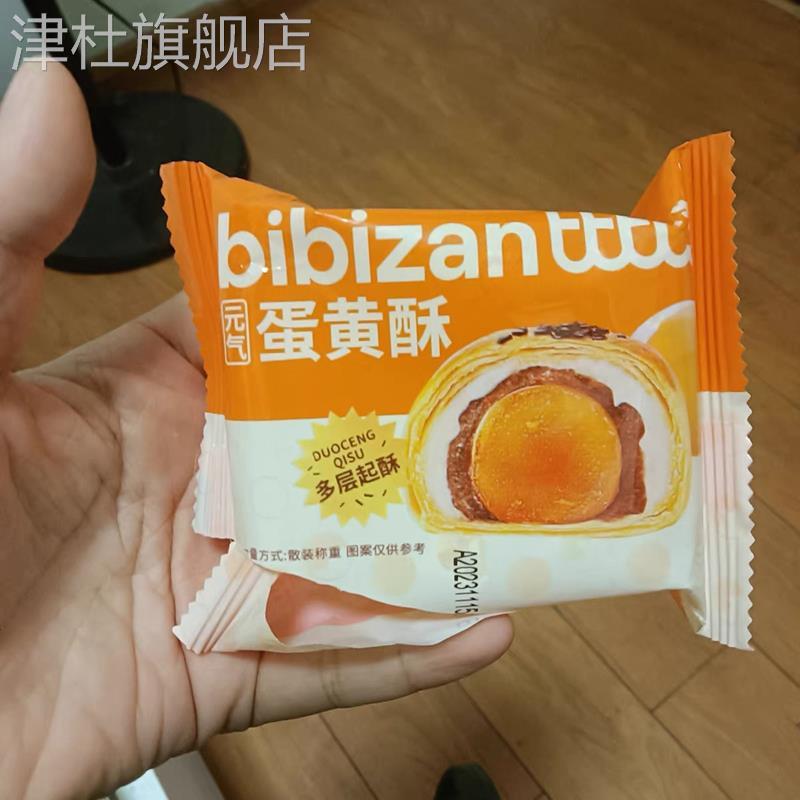 津杜旗舰店
bibizan
元气
蛋黄酥
DUOCENG
QISU
多层起酥
量方式:散装称重 图案仅供参考
A20231115